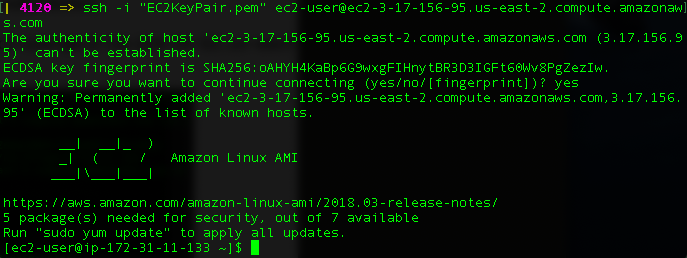 [| 4120 => ssh -i "EC2KeyPair.pem" ec2-user@ec2-3-17-156-95.us-east-2.compute.amazonaw
s.com
The authenticity of host 'ec2-3-17-156-95.us-east-2.compute.amazonaws.com (3.17.156.9
5)' can't be established.
ECDSA key fingerprint is SHA256:oAHYH4KaBp6G9wxgFIHnytBR3D3IGFt60Wv8PgZezIw.
Are you sure you want to continue connecting (yes/no/[fingerprint])? yes
Warning: Permanently added 'ec2-3-17-156-95.us-east-2.compute.amazonaws.com,3.17.156.
95' (ECDSA) to the list of known hosts.
       __|  __|_  )
       _|  (     /   Amazon Linux AMI
      ___|\___|___|
https://aws.amazon.com/amazon-linux-ami/2018.03-release-notes/
5 package(s) needed for security, out of 7 available
Run "sudo yum update" to apply all updates.
[ec2-user@ip-172-31-11-133 ~]$